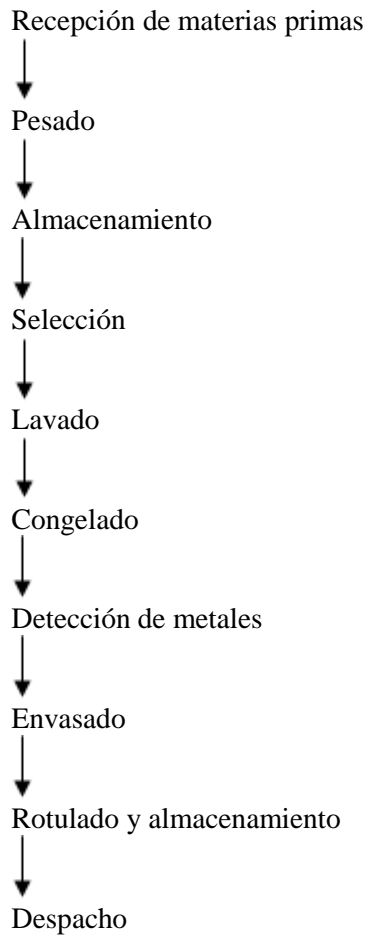 Recepción de materias primas
Pesado
Almacenamiento
Selección
Lavado
Congelado
Detección de metales
Envasado
Rotulado y almacenamiento
Despacho